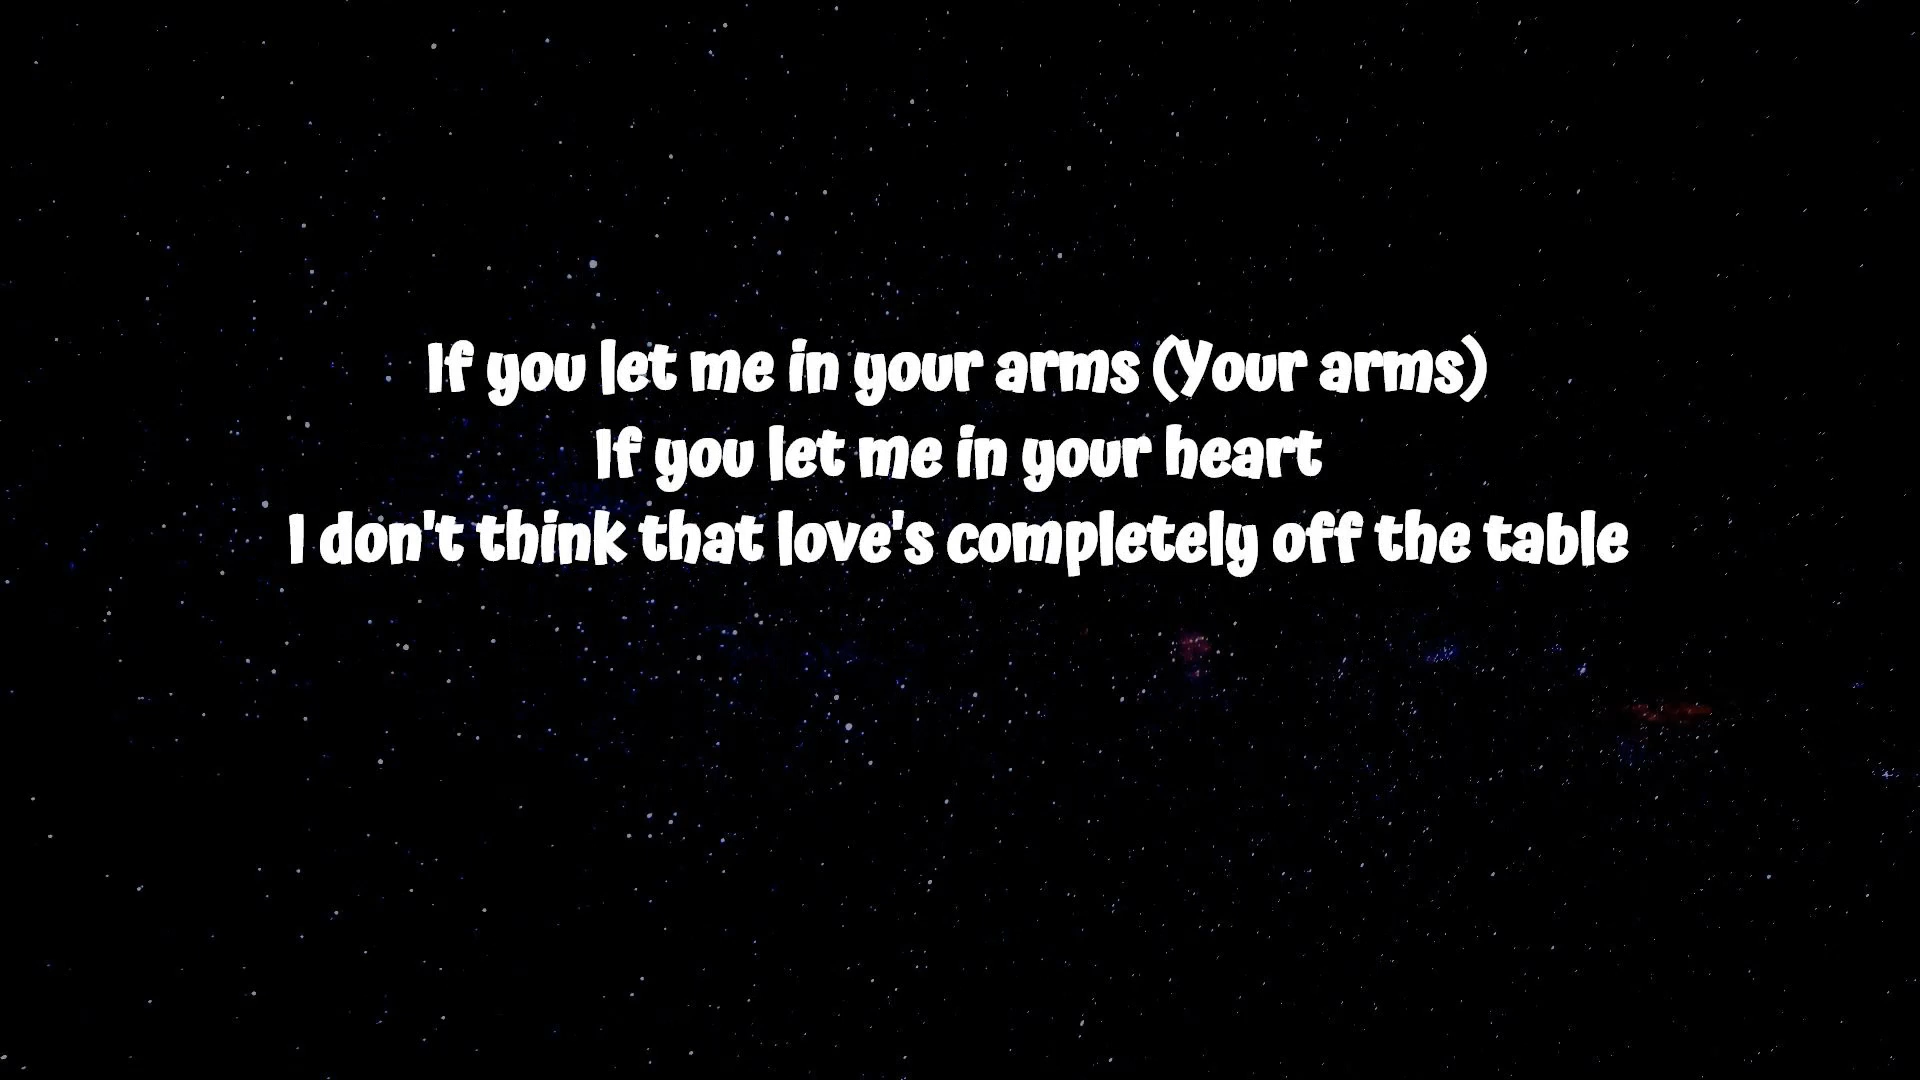 If you let me in your arms (Your arms)
If you let me in your heart
I don't think that love's completely off the table